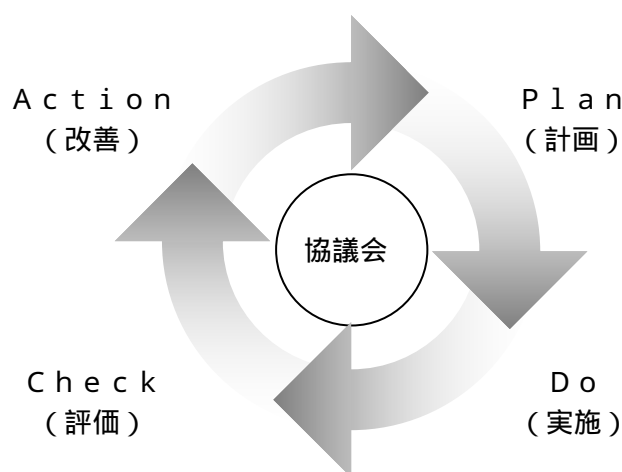 Ａｃｔｉｏｎ
（改善）
Ｐｌａｎ
（計画）
協議会
Ｃｈｅｃｋ
（評価）
Ｄｏ
（実施）